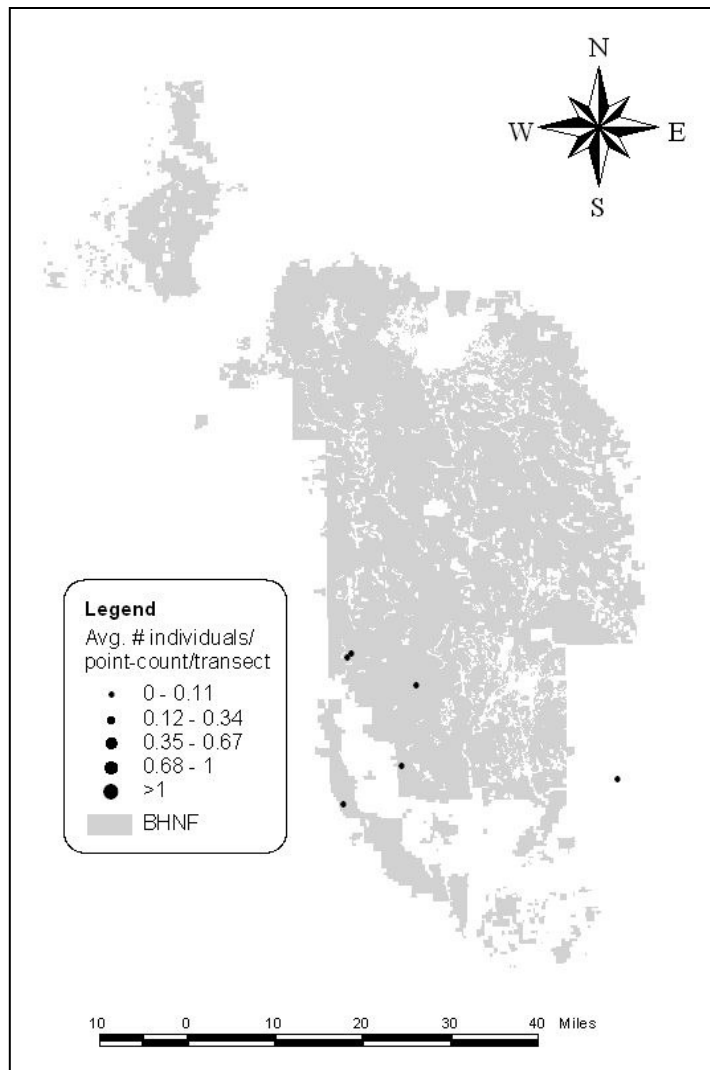 N
W E
S
Legend
Avg. # individuals/
point-count/transect
0 - 0.11
0.12 - 0.34
0.35 - 0.67
0.68 - 1
>1
BHNF
10 0 10 20 30 40 Miles